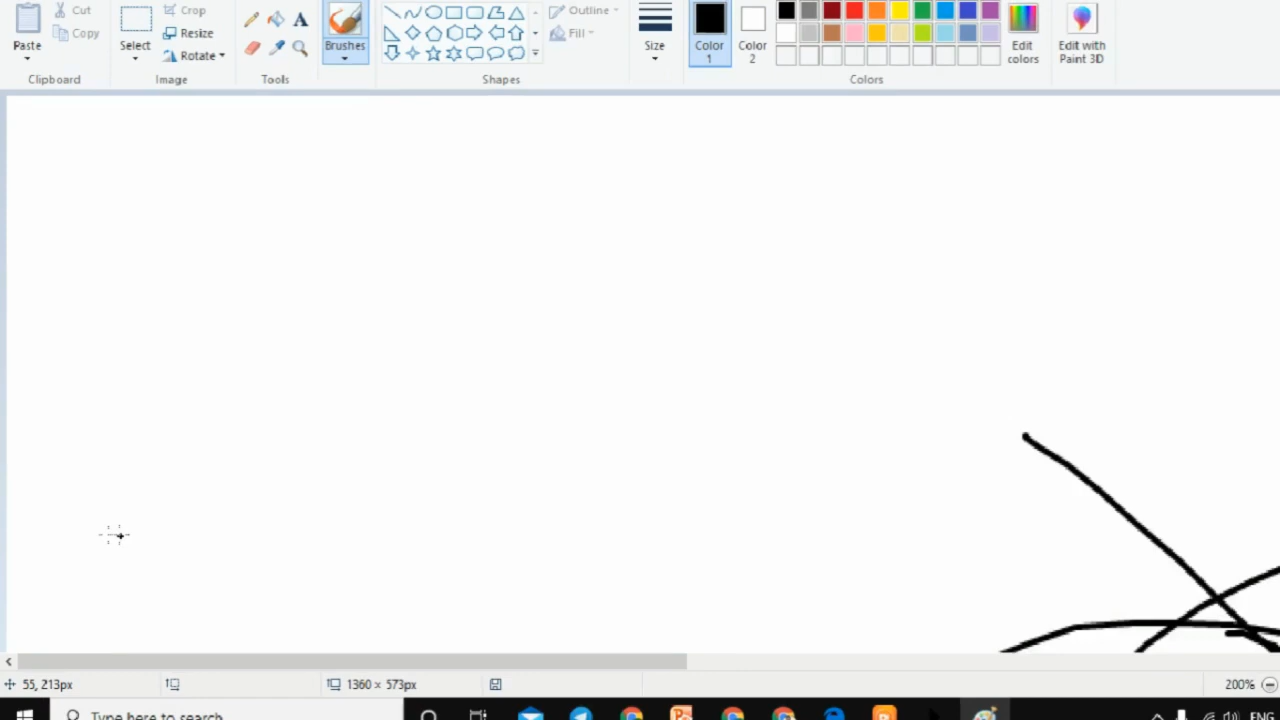 Paste
Cut
Copy
Clipboard
Select
Crop
Resize
Rotate
Image
A
Tools
Brushes
Shapes
Outline
Fill
Size
Color 1
Color 2
Colors
Edit colors
Edit with Paint 3D
55, 213px
1360 × 573px
200%
Type here to search
ENG